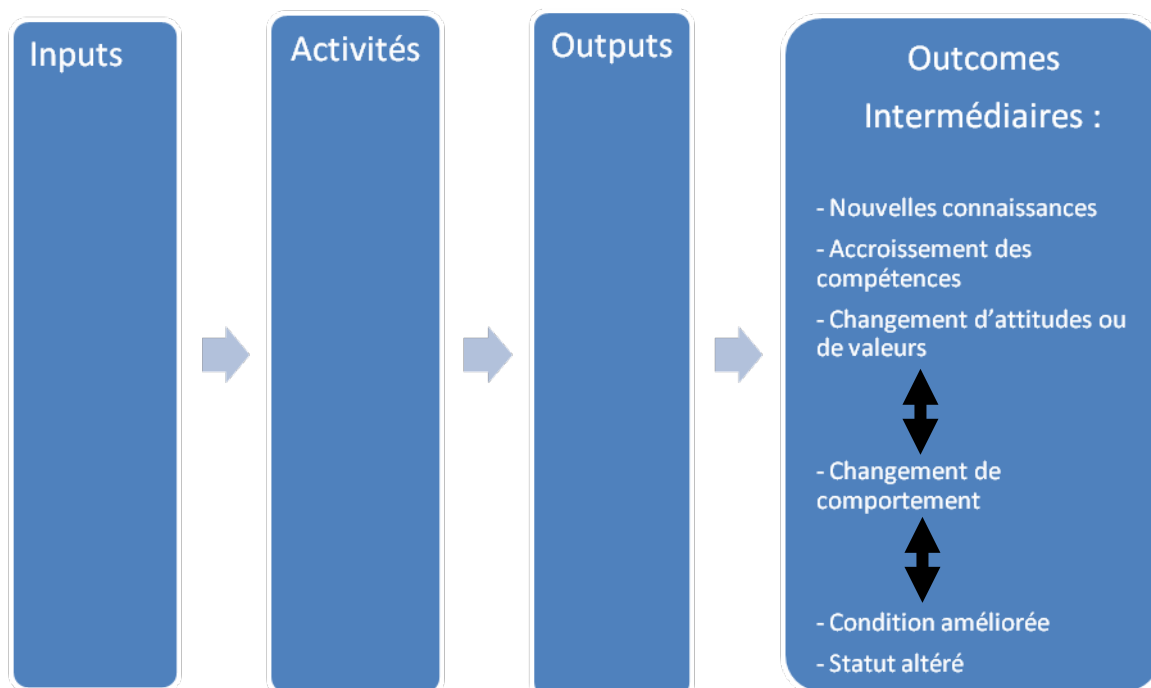 Inputs
Activités
Outputs
Outcomes
Intermédiaires :
- Nouvelles connaissances
- Accroissement des
compétences
- Changement d’attitudes ou
de valeurs
- Changement de
comportement
- Condition améliorée
- Statut altéré